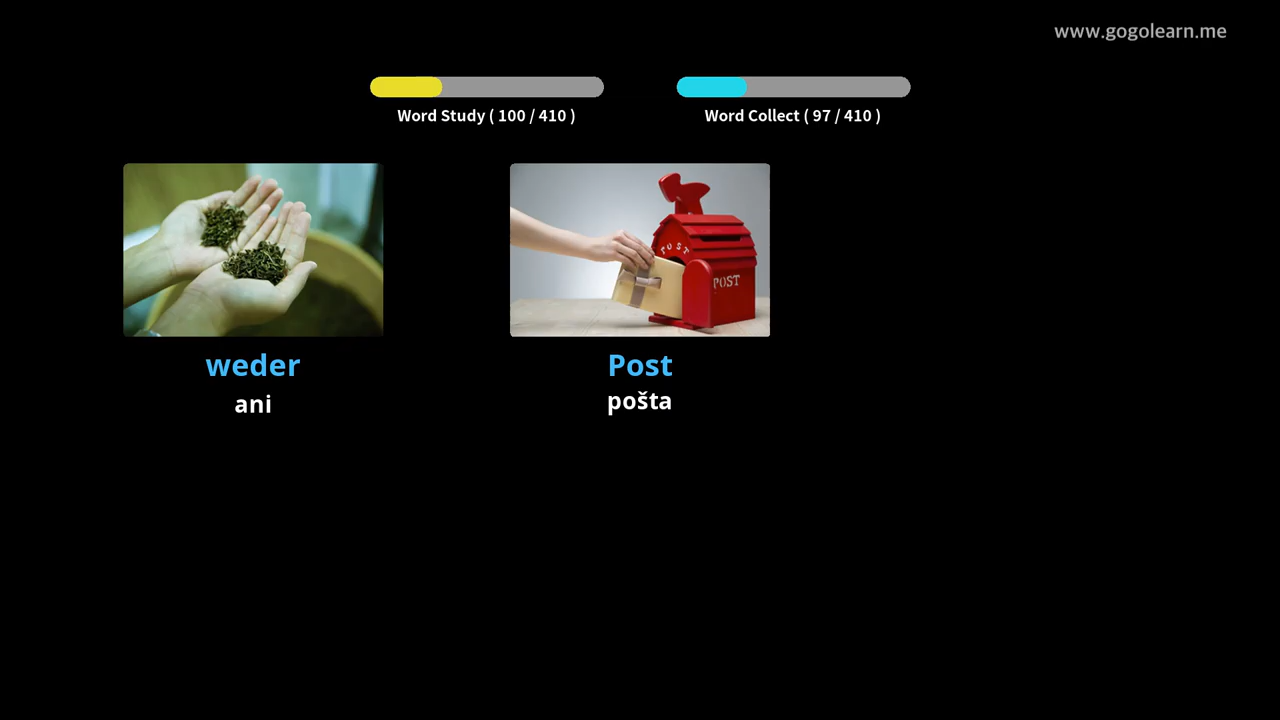 www.gogolearn.me
Word Study ( 100 / 410 )
Word Collect ( 97 / 410 )
POST
POST
weder
Post
ani
pošta